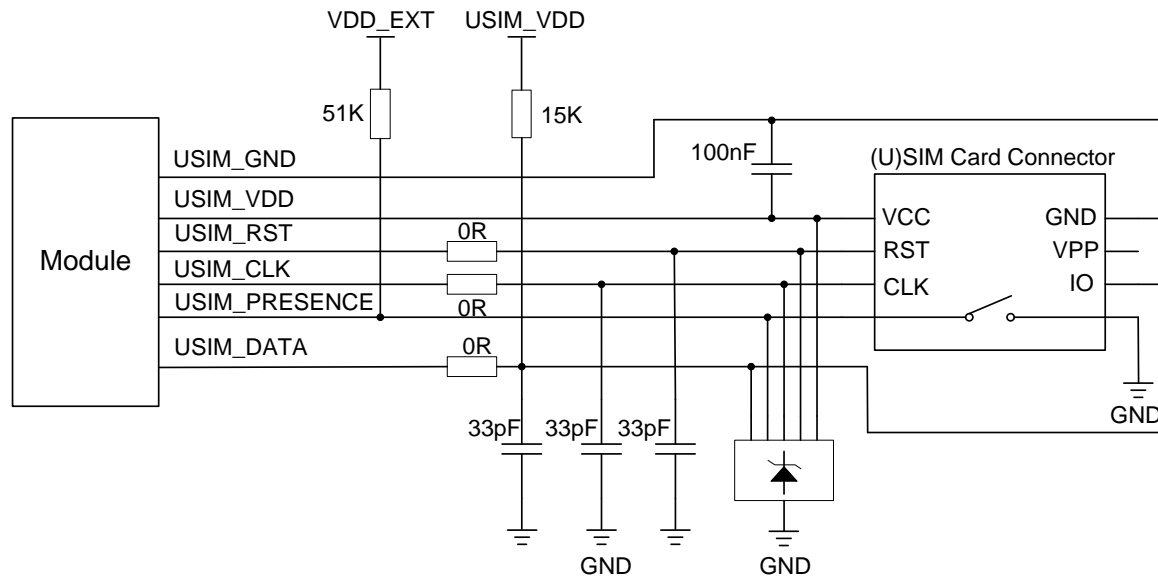 VDD_EXT
USIM_VDD
51K
15K
Module
USIM_GND
USIM_VDD
USIM_RST
USIM_CLK
USIM_PRESENCE
USIM_DATA
0R
0R
0R
100nF
(U)SIM Card Connector
VCC
RST
CLK
GND
VPP
IO
GND
33pF
33pF
33pF
GND
GND